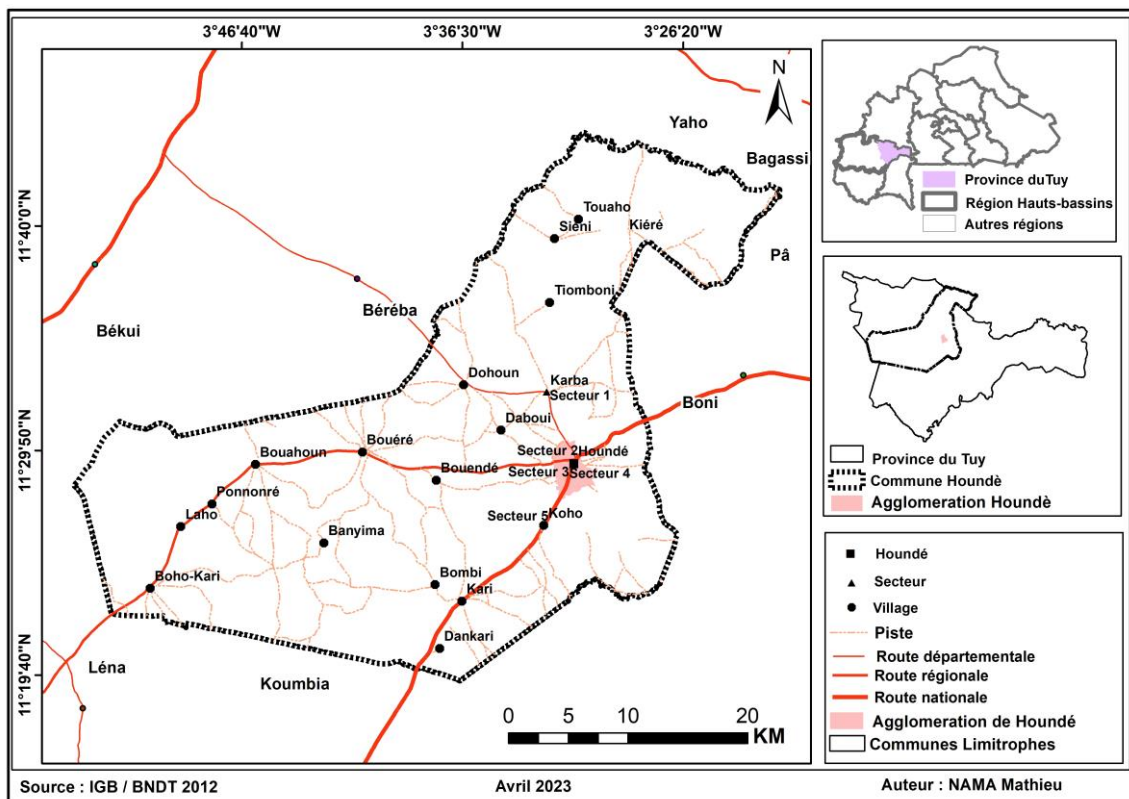 3°46'40"W
3°36'30"W
3°26'20"W
11°40'0"N
11°29'50"N
11°19'40"N
N
Yaho
Bagassi
Pâ
Touaho
Siéni
Kiéré
Tiomboni
Béréba
Békui
Dohoun
Karba
Secteur 1
Boni
Daboui
Bouéré
Bouahoun
Secteur 2
Houndé
Secteur 3
Secteur 4
Bouendé
Ponnonré
Laho
Secteur 5
Koho
Banyima
Bombi
Boho-Kari
Kari
Dankari
Léna
Koumbia
0 5 10 20
KM
Province duTuy
Région Hauts-bassins
Autres régions
Province du Tuy
Commune Houndè
Agglomeration Houndè
Houndé
Secteur
Village
Piste
Route départementale
Route régionale
Route nationale
Agglomeration de Houndé
Communes Limitrophes
Source : IGB / BNDT 2012
Avril 2023
Auteur : NAMA Mathieu